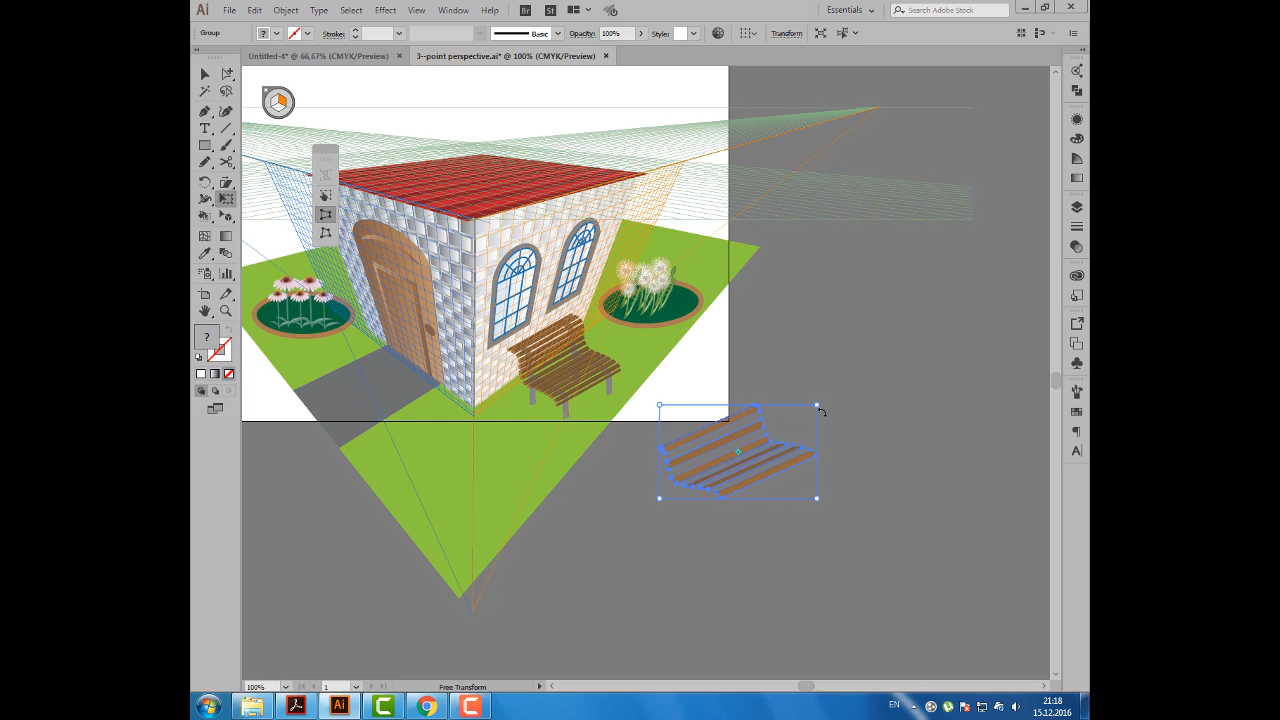 Ai File Edit Object Type Select Effect View Window Help Br St Essentials Search Adobe Stock
Group ? Strokes: Basic Opacity: 100% Style: Transform
Untitled-4* @ 66,67% (CMYK/Preview) × 3--point perspective.ai* @ 100% (CMYK/Preview) ×
T
?
A
100% 1 Free Transform
Ai C C EN 21:18
15.12.2016